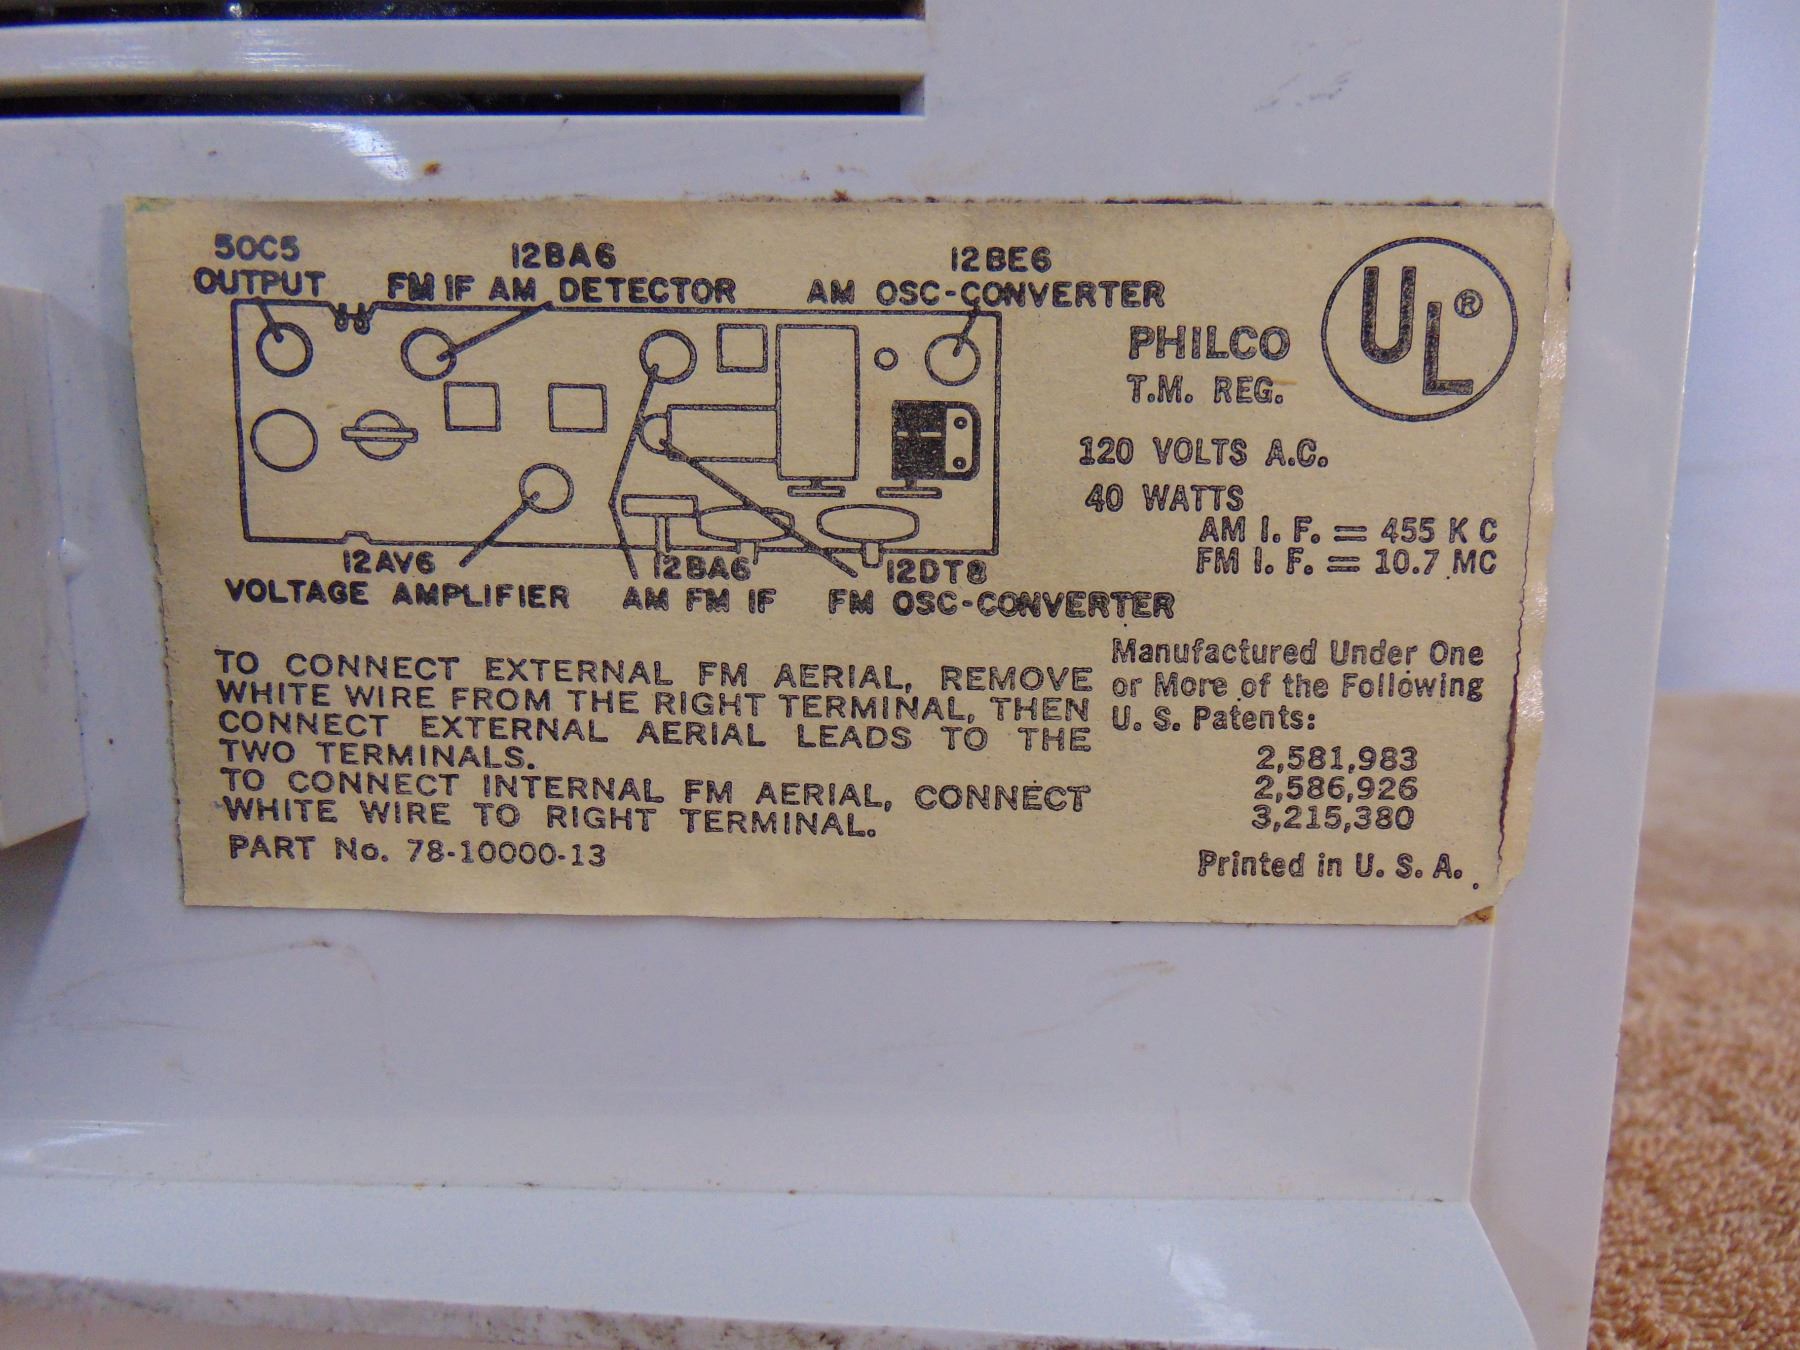 50C5
OUTPUT
12BA6
FM IF AM DETECTOR
12BE6
AM OSC-CONVERTER
UL®
PHILCO
T.M. REG.
120 VOLTS A.C.
40 WATTS
AM I. F. = 455 K C
FM I. F. = 10.7 MC
12AV6
VOLTAGE AMPLIFIER
12BA6
AM FM IF
12DT8
FM OSC-CONVERTER
TO CONNECT EXTERNAL FM AERIAL, REMOVE
WHITE WIRE FROM THE RIGHT TERMINAL, THEN
CONNECT EXTERNAL AERIAL LEADS TO THE
TWO TERMINALS.
TO CONNECT INTERNAL FM AERIAL, CONNECT
WHITE WIRE TO RIGHT TERMINAL.
PART No. 78-10000-13
Manufactured Under One
or More of the Following
U. S. Patents:
2,581,983
2,586,926
3,215,380
Printed in U. S. A.